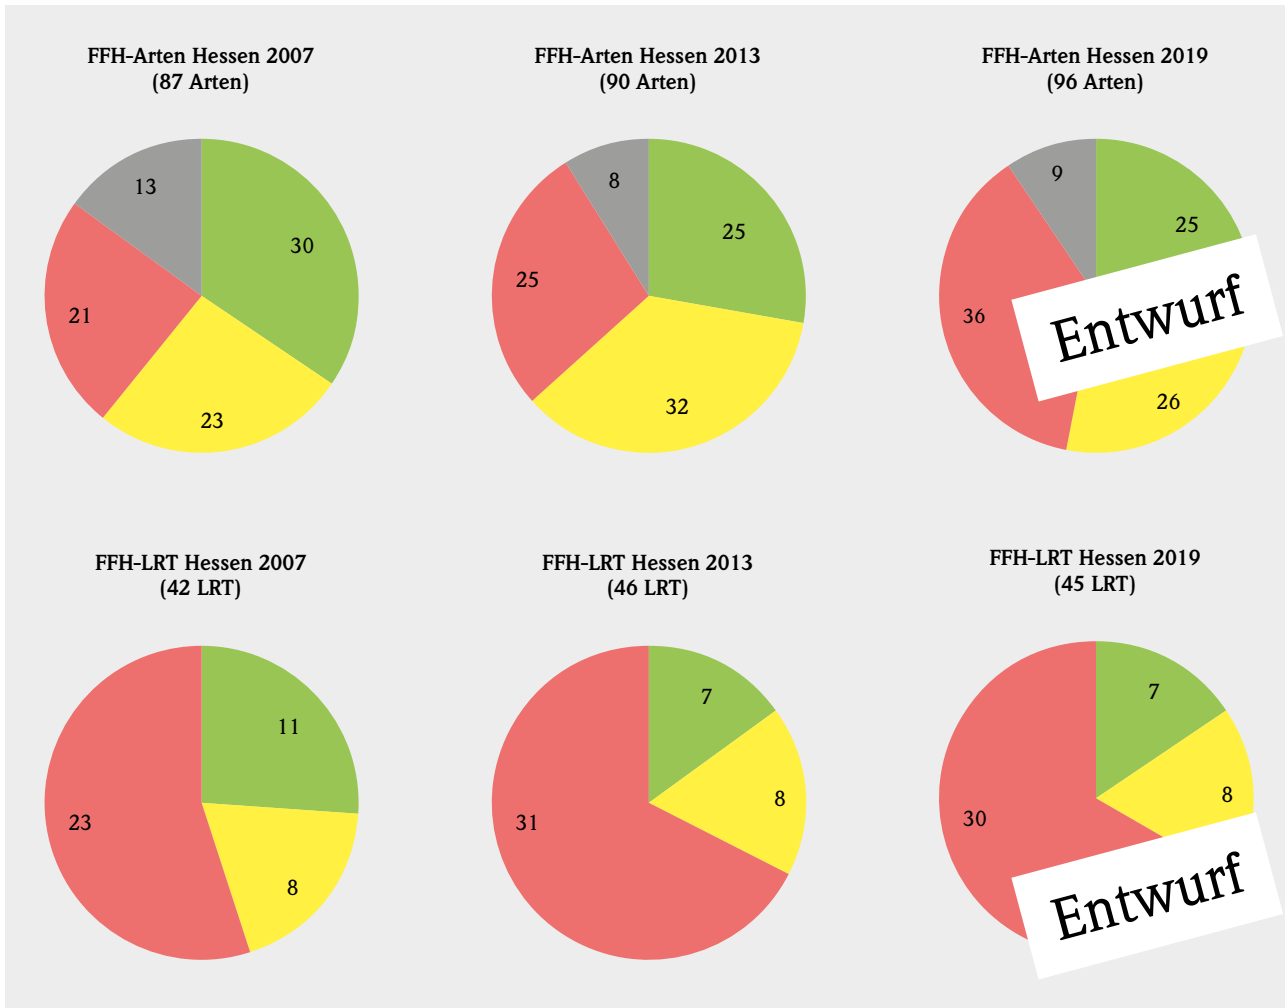 FFH-Arten Hessen 2007
(87 Arten)
13
30
21
23
FFH-Arten Hessen 2013
(90 Arten)
8
25
25
32
FFH-Arten Hessen 2019
(96 Arten)
9
25
36
26
Entwurf
FFH-LRT Hessen 2007
(42 LRT)
11
23
8
FFH-LRT Hessen 2013
(46 LRT)
7
8
31
FFH-LRT Hessen 2019
(45 LRT)
7
8
30
Entwurf